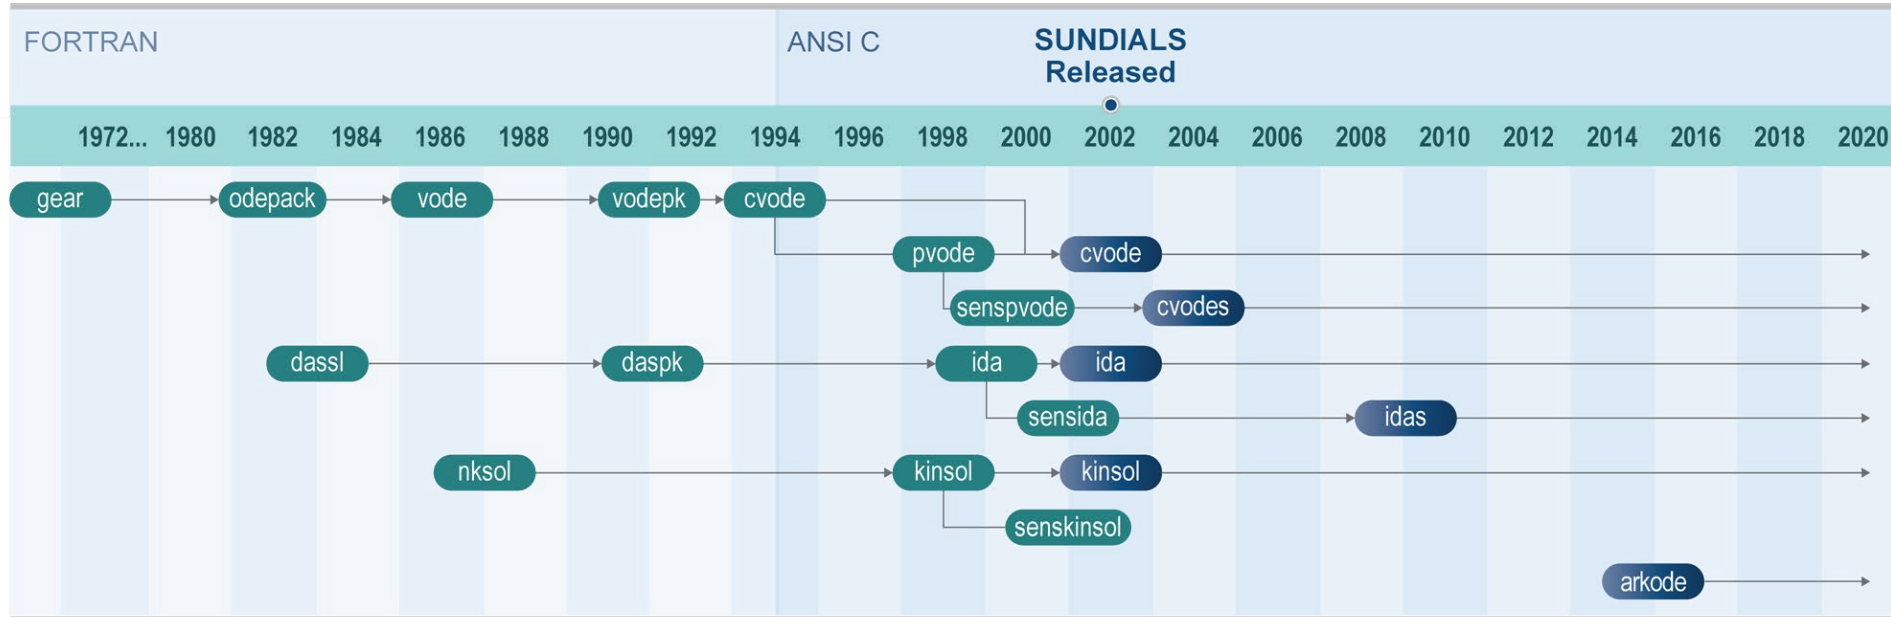 FORTRAN
ANSI C
SUNDIALS
Released
1972... 1980 1982 1984 1986 1988 1990 1992 1994 1996 1998 2000 2002 2004 2006 2008 2010 2012 2014 2016 2018 2020
gear odepack vode vodepk cvode
pvode cvode
senspvode cvodes
dassl daspk ida ida
sensida idas
nksol kinsol kinsol
senskinsol
arkode